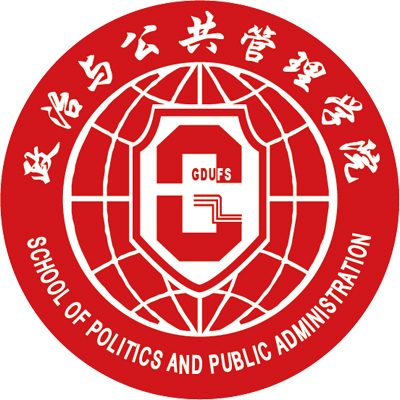 政治与公共管理学院
GDUFS
SCHOOL OF POLITICS AND PUBLIC ADMINISTRATION